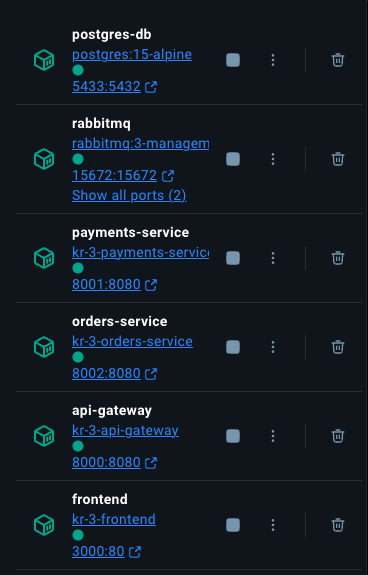 postgres-db
postgres:15-alpine
5433:5432
rabbitmq
rabbitmq:3-managem
15672:15672
Show all ports (2)
payments-service
kr-3-payments-servic
8001:8080
orders-service
kr-3-orders-service
8002:8080
api-gateway
kr-3-api-gateway
8000:8080
frontend
kr-3-frontend
3000:80